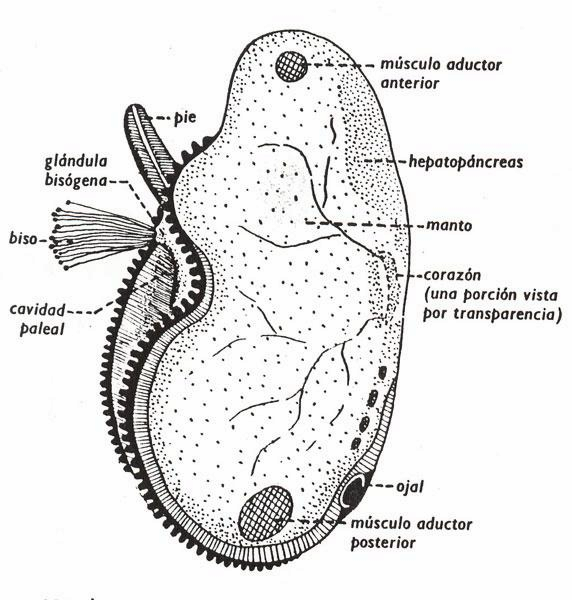 músculo aductor
anterior
pie
glándula
bisógena
hepatopáncreas
biso
manto
corazón
(una porción vista
por transparencia)
cavidad
paleal
ojal
músculo aductor
posterior